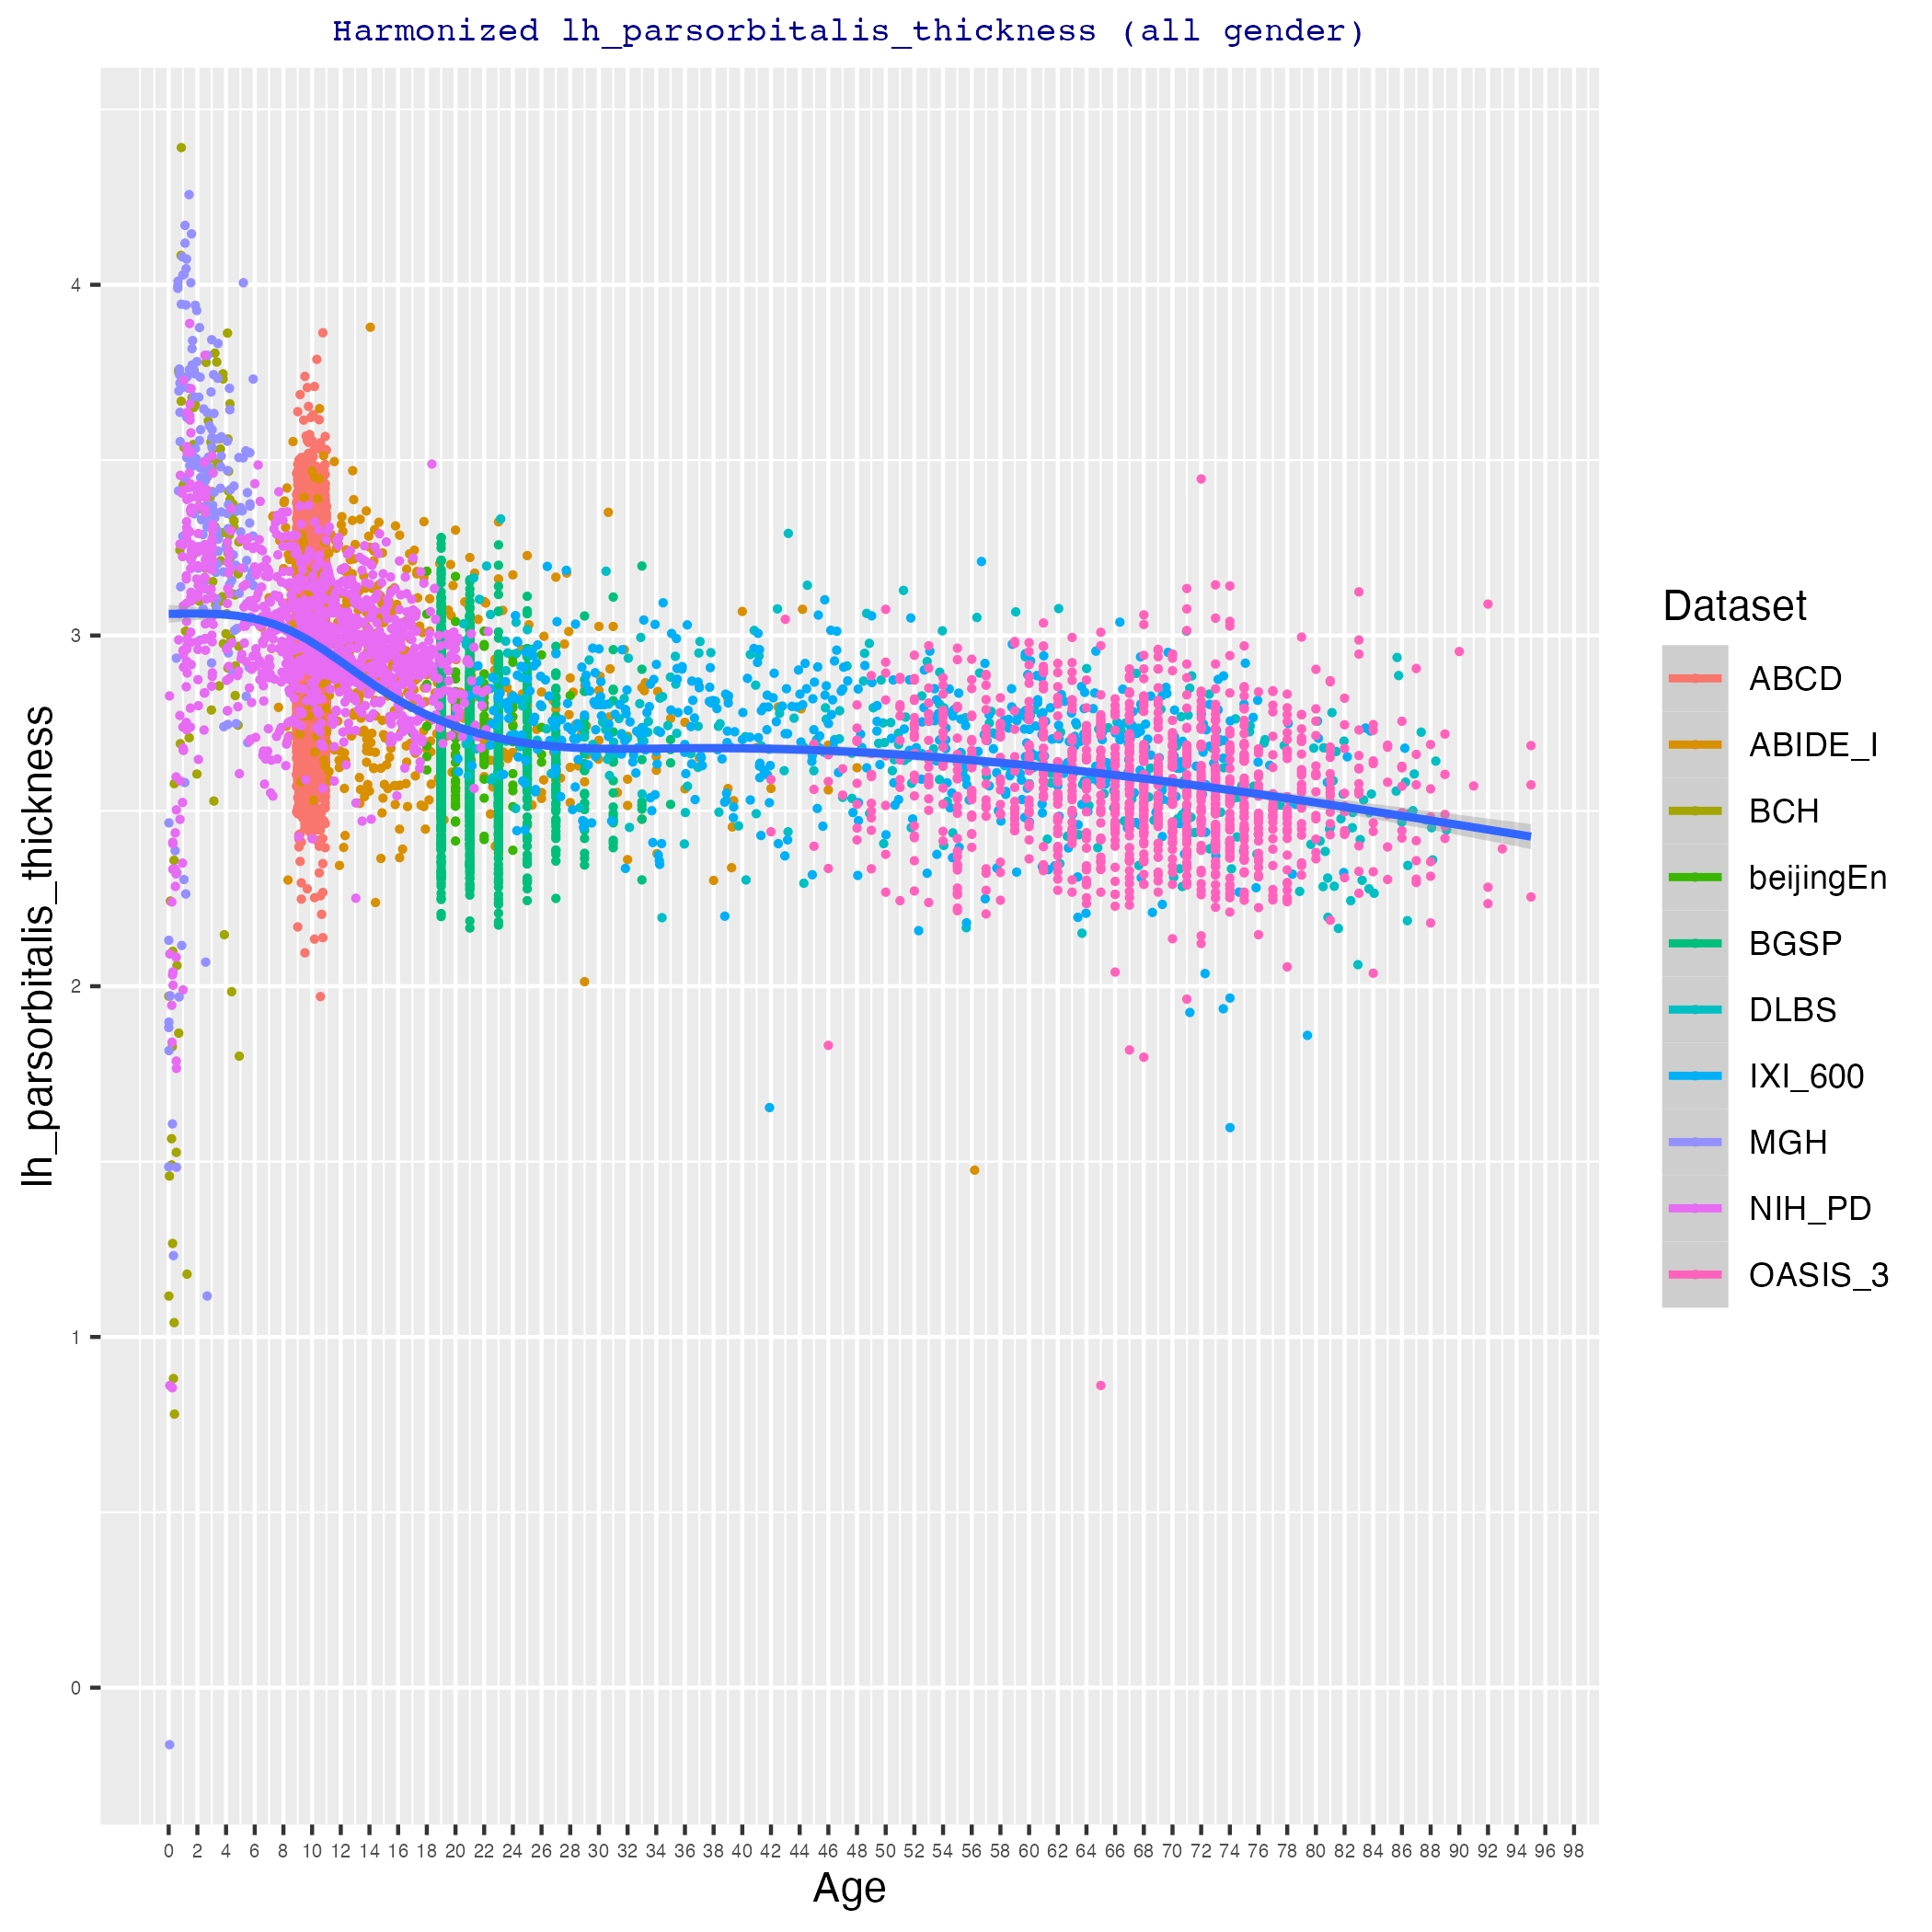 Harmonized lh_parsorbitalis_thickness (all gender)
lh_parsorbitalis_thickness
4
3
2
1
0
0 2 4 6 8 10 12 14 16 18 20 22 24 26 28 30 32 34 36 38 40 42 44 46 48 50 52 54 56 58 60 62 64 66 68 70 72 74 76 78 80 82 84 86 88 90 92 94 96 98
Age
Dataset
ABCD
ABIDE_I
BCH
beijingEn
BGSP
DLBS
IXI_600
MGH
NIH_PD
OASIS_3